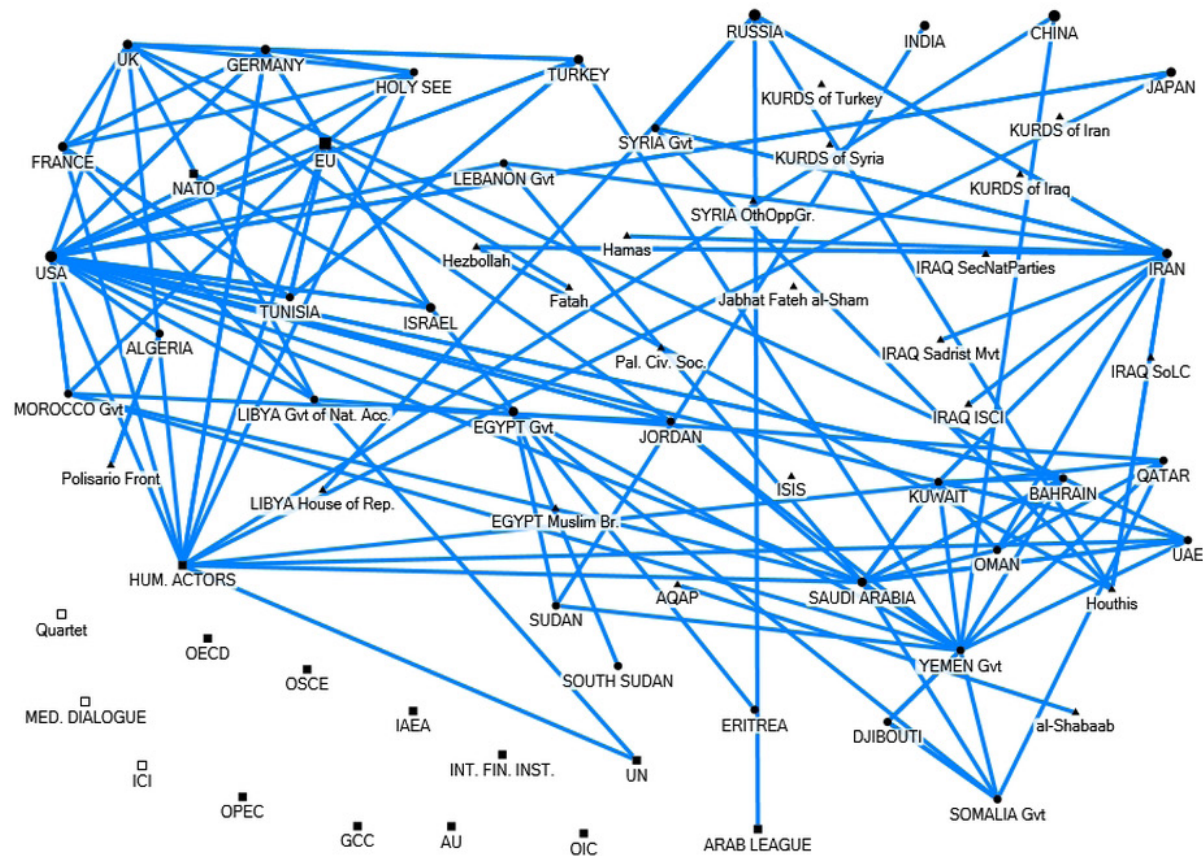 RUSSIA
INDIA
CHINA
UK
GERMANY
HOLY SEE
TURKEY
JAPAN
KURDS of Turkey
KURDS of Iran
FRANCE
NATO
EU
LEBANON Gvt
SYRIA Gvt
KURDS of Syria
KURDS of Iraq
SYRIA OthOppGr.
USA
TUNISIA
Hezbollah
Hamas
Fatah
IRAQ SecNatParties
IRAN
Jabhat Fateh al-Sham
ISRAEL
ALGERIA
Pal. Civ. Soc.
IRAQ Sadrist Mvt
IRAQ SoLC
MOROCCO Gvt
LIBYA Gvt of Nat. Acc.
EGYPT Gvt
JORDAN
IRAQ ISCI
Polisario Front
LIBYA House of Rep.
EGYPT Muslim Br.
ISIS
KUWAIT
BAHRAIN
QATAR
HUM. ACTORS
OMAN
UAE
SUDAN
AQAP
SAUDI ARABIA
Houthis
Quartet
OECD
OSCE
SOUTH SUDAN
YEMEN Gvt
MED. DIALOGUE
IAEA
ERITREA
DJIBOUTI
al-Shabaab
ICI
INT. FIN. INST.
UN
OPEC
SOMALIA Gvt
GCC
AU
OIC
ARAB LEAGUE